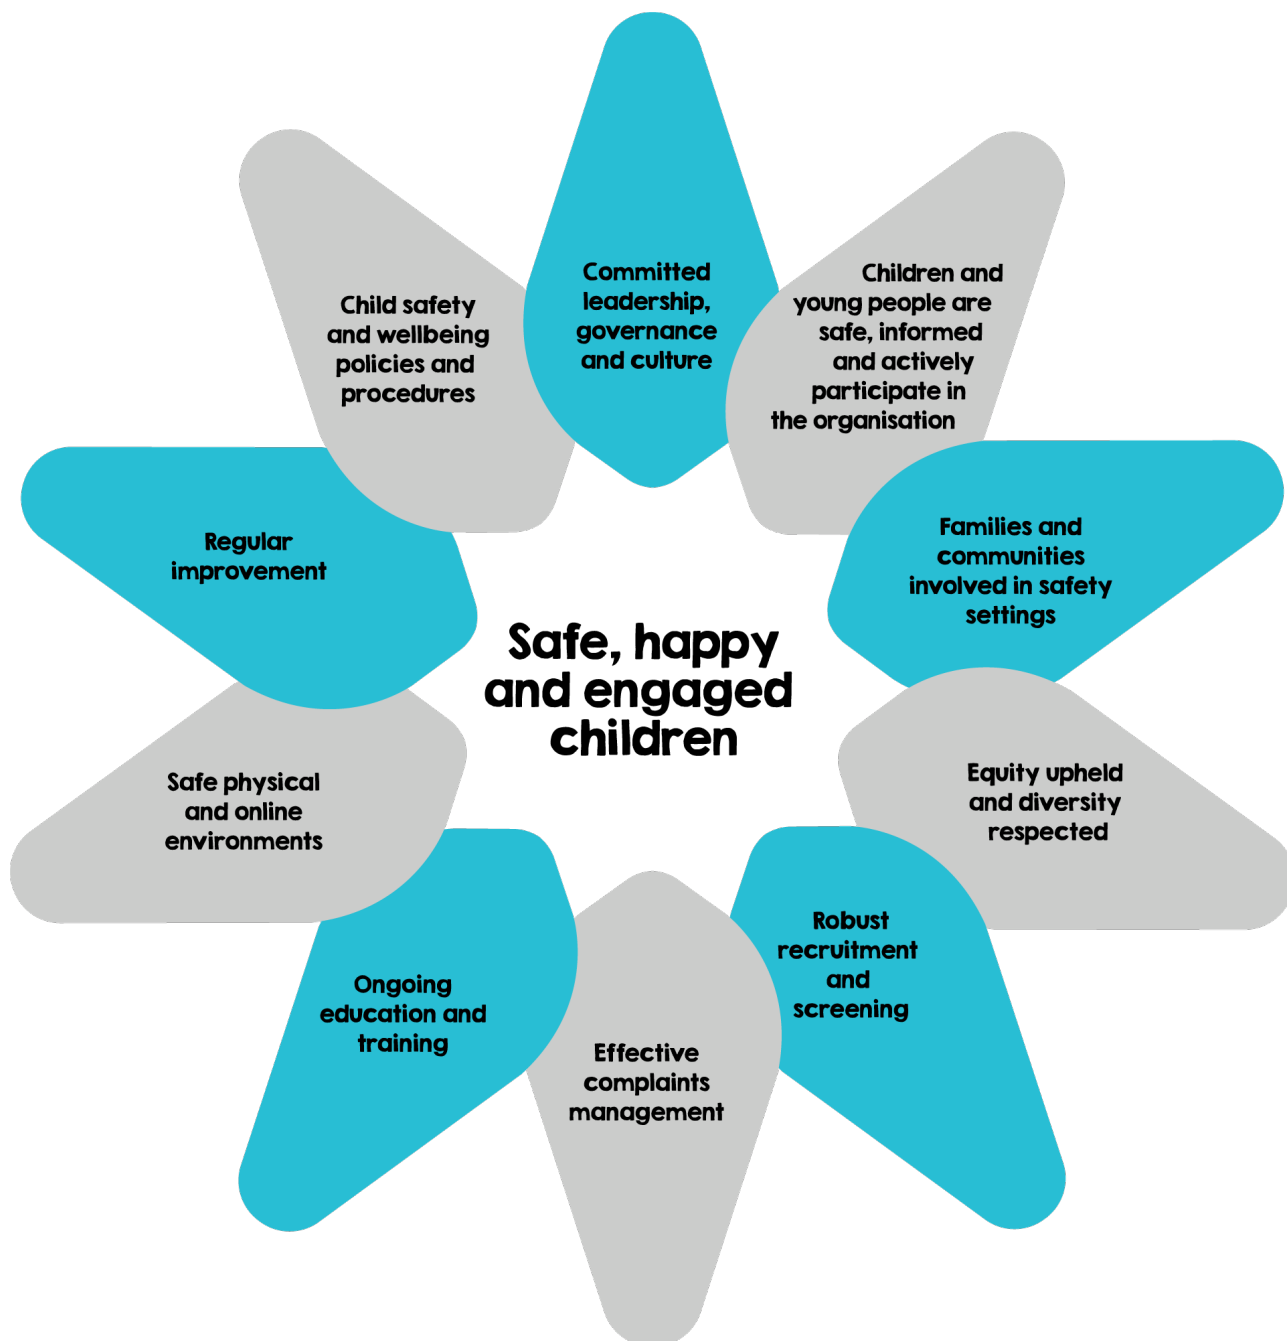 Committed
leadership,
governance
and culture
Children and
young people are
safe, informed
and actively
participate in
the organisation
Families and
communities
involved in safety
settings
Equity upheld
and diversity
respected
Robust
recruitment
and
screening
Effective
complaints
management
Ongoing
education and
training
Safe physical
and online
environments
Regular
improvement
Child safety
and wellbeing
policies and
procedures
Safe, happy
and engaged
children